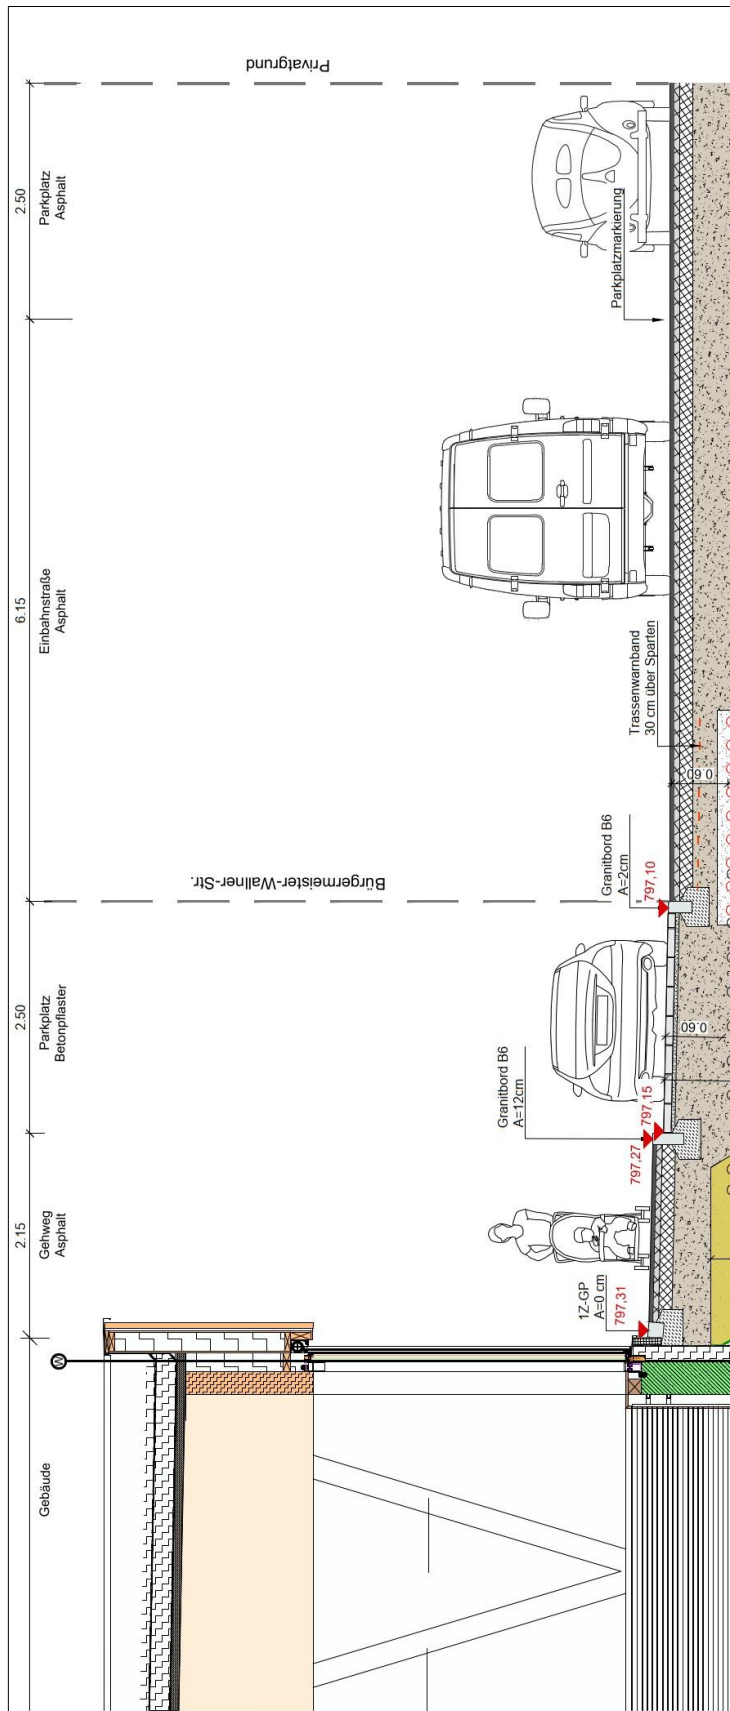 Gebäude
2.15
Gehweg
Asphalt
2.50
Parkplatz
Betonpflaster
6.15
Einbahnstraße
Asphalt
2.50
Parkplatz
Asphalt
W
Bürgermeister-Wallner-Str.
Privatgrund
1Z-GP
A=0 cm
797,31
Granitbord B6
A=12cm
797,27
797,15
Granitbord B6
A=2cm
797,10
Trassenwarnband
30 cm über Sparten
Parkplatzmarkierung
0.60
0.60